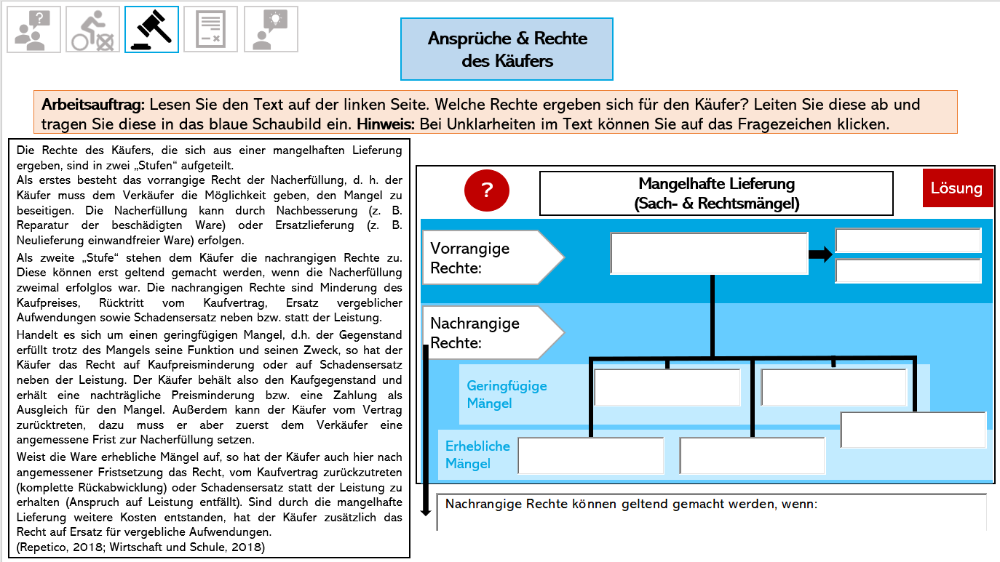 ?
Ansprüche & Rechte
des Käufers
Arbeitsauftrag: Lesen Sie den Text auf der linken Seite. Welche Rechte ergeben sich für den Käufer? Leiten Sie diese ab und
tragen Sie diese in das blaue Schaubild ein. Hinweis: Bei Unklarheiten im Text können Sie auf das Fragezeichen klicken.
Die Rechte des Käufers, die sich aus einer mangelhaften Lieferung
ergeben, sind in zwei „Stufen“ aufgeteilt.
Als erstes besteht das vorrangige Recht der Nacherfüllung, d. h. der
Käufer muss dem Verkäufer die Möglichkeit geben, den Mangel zu
beseitigen. Die Nacherfüllung kann durch Nachbesserung (z. B.
Reparatur der beschädigten Ware) oder Ersatzlieferung (z. B.
Neulieferung einwandfreier Ware) erfolgen.
Als zweite „Stufe“ stehen dem Käufer die nachrangigen Rechte zu.
Diese können erst geltend gemacht werden, wenn die Nacherfüllung
zweimal erfolglos war. Die nachrangigen Rechte sind Minderung des
Kaufpreises, Rücktritt vom Kaufvertrag, Ersatz vergeblicher
Aufwendungen sowie Schadensersatz neben bzw. statt der Leistung.
Handelt es sich um einen geringfügigen Mangel, d.h. der Gegenstand
erfüllt trotz des Mangels seine Funktion und seinen Zweck, so hat der
Käufer das Recht auf Kaufpreisminderung oder auf Schadensersatz
neben der Leistung. Der Käufer behält also den Kaufgegenstand und
erhält eine nachträgliche Preisminderung bzw. eine Zahlung als
Ausgleich für den Mangel. Außerdem kann der Käufer vom Vertrag
zurücktreten, dazu muss er aber zuerst dem Verkäufer eine
angemessene Frist zur Nacherfüllung setzen.
Weist die Ware erhebliche Mängel auf, so hat der Käufer auch hier nach
angemessener Fristsetzung das Recht, vom Kaufvertrag zurückzutreten
(komplette Rückabwicklung) oder Schadensersatz statt der Leistung zu
erhalten (Anspruch auf Leistung entfällt). Sind durch die mangelhafte
Lieferung weitere Kosten entstanden, hat der Käufer zusätzlich das
Recht auf Ersatz für vergebliche Aufwendungen.
(Repetico, 2018; Wirtschaft und Schule, 2018)
?
Mangelhafte Lieferung
(Sach- & Rechtsmängel)
Lösung
Vorrangige
Rechte:
Nachrangige
Rechte:
Geringfügige
Mängel
Erhebliche
Mängel
Nachrangige Rechte können geltend gemacht werden, wenn: